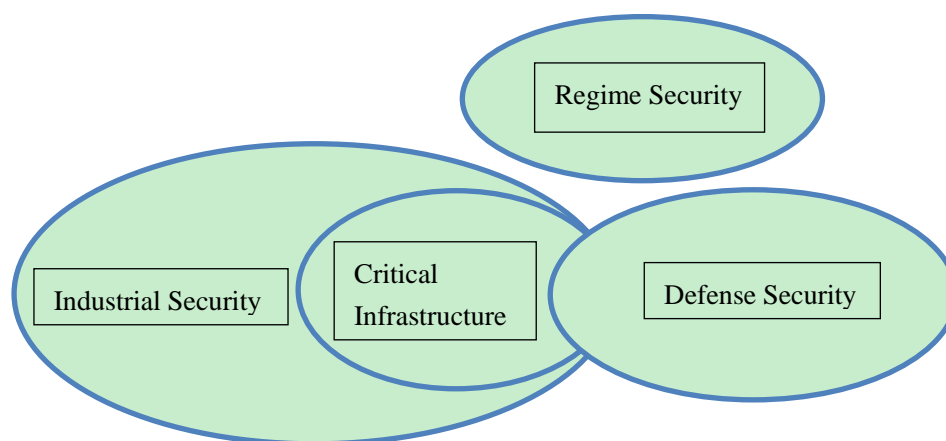 Regime Security
Industrial Security
Critical
Infrastructure
Defense Security